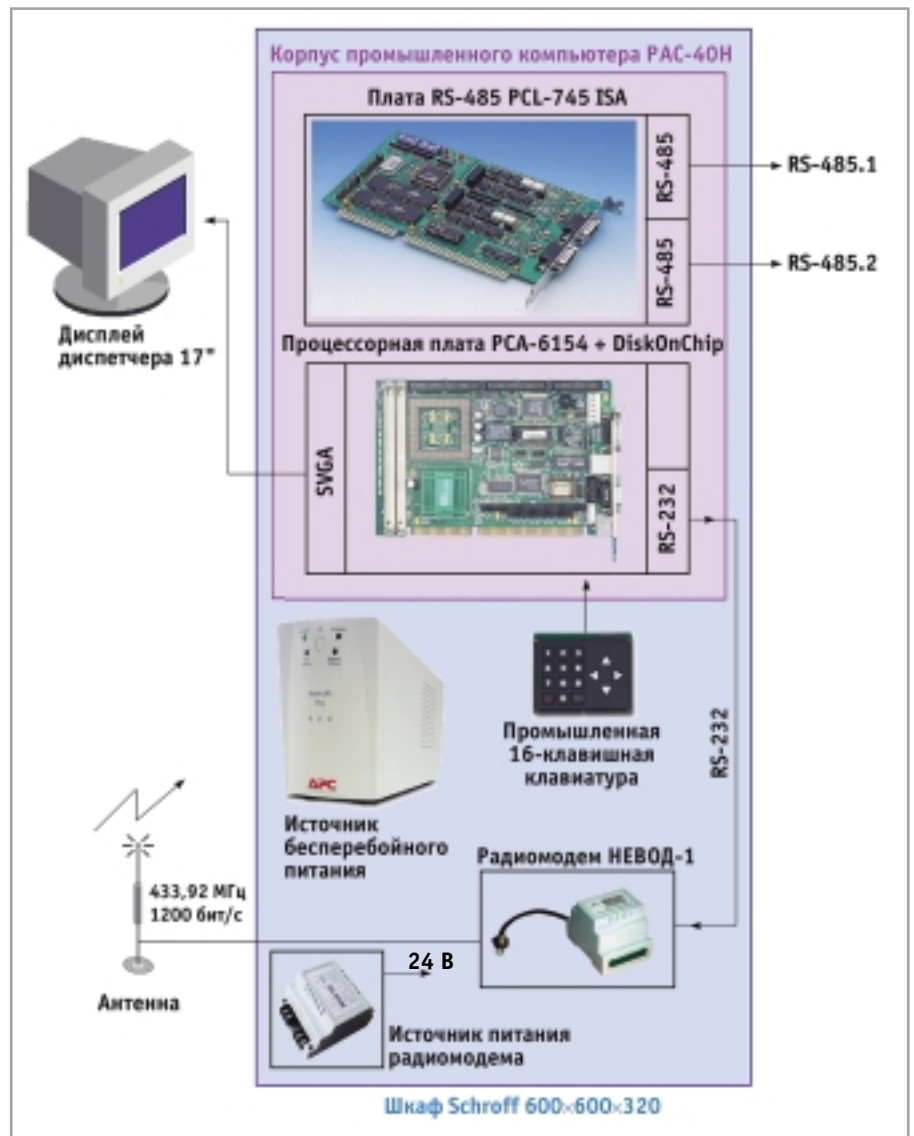 Корпус промышленного компьютера PAC-40H
Плата RS-485 PCL-745 ISA
RS-485
RS-485.1
RS-485
RS-485.2
Дисплей
диспетчера 17"
Процессорная плата PCA-6154 + DiskOnChip
SVGA
RS-232
Промышленная
16-клавишная
клавиатура
RS-232
APC
Источник
бесперебойного
питания
Радиомодем НЕВОД-1
433,92 МГц
1200 бит/с
24 В
Антенна
Источник питания
радиомодема
Шкаф Schroff 600×600×320